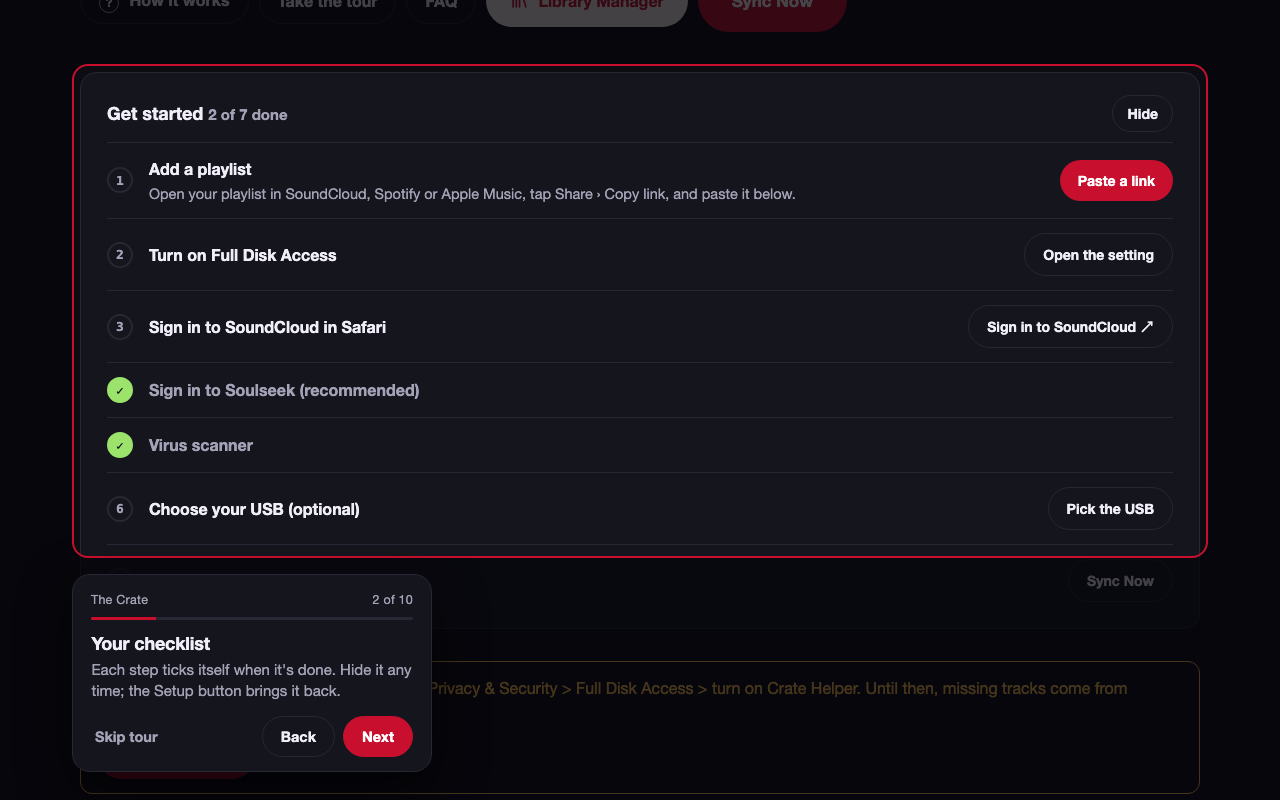 ? How it works
Take the tour
FAQ
Library Manager
Sync Now
Get started 2 of 7 done
Hide
1
Add a playlist
Open your playlist in SoundCloud, Spotify or Apple Music, tap Share › Copy link, and paste it below.
Paste a link
2
Turn on Full Disk Access
Open the setting
3
Sign in to SoundCloud in Safari
Sign in to SoundCloud ↗
✓
Sign in to Soulseek (recommended)
✓
Virus scanner
6
Choose your USB (optional)
Pick the USB
Sync Now
The Crate
2 of 10
Your checklist
Each step ticks itself when it's done. Hide it any
time; the Setup button brings it back.
Skip tour
Back
Next
Privacy & Security > Full Disk Access > turn on Crate Helper. Until then, missing tracks come from